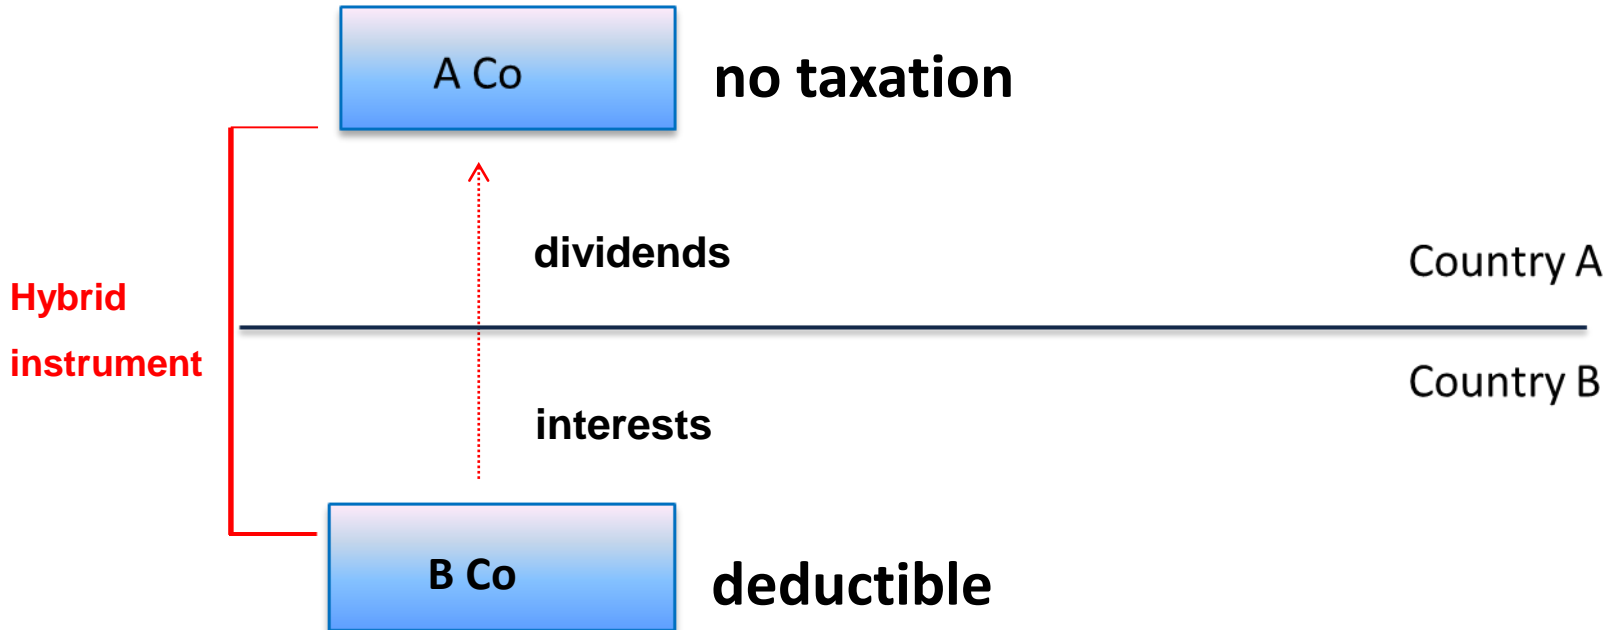 A Co
no taxation
dividends
Country A
Hybrid
instrument
Country B
interests
B Co
deductible